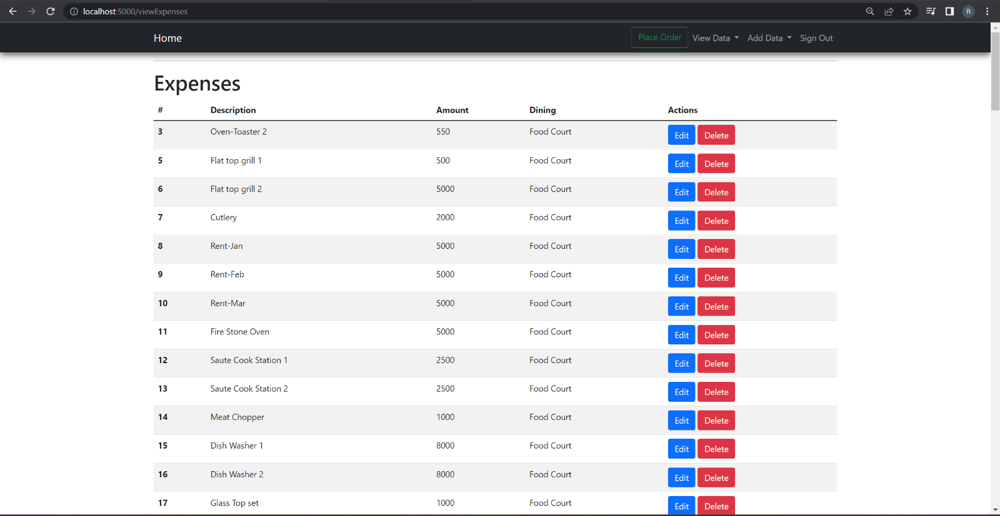 localhost:5000/viewExpenses
R
Home Place Order View Data Add Data Sign Out
Expenses
# Description Amount Dining Actions
3 Oven-Toaster 2 550 Food Court Edit Delete
5 Flat top grill 1 500 Food Court Edit Delete
6 Flat top grill 2 5000 Food Court Edit Delete
7 Cutlery 2000 Food Court Edit Delete
8 Rent-Jan 5000 Food Court Edit Delete
9 Rent-Feb 5000 Food Court Edit Delete
10 Rent-Mar 5000 Food Court Edit Delete
11 Fire Stone Oven 5000 Food Court Edit Delete
12 Saute Cook Station 1 2500 Food Court Edit Delete
13 Saute Cook Station 2 2500 Food Court Edit Delete
14 Meat Chopper 1000 Food Court Edit Delete
15 Dish Washer 1 8000 Food Court Edit Delete
16 Dish Washer 2 8000 Food Court Edit Delete
17 Glass Top set 1000 Food Court Edit Delete